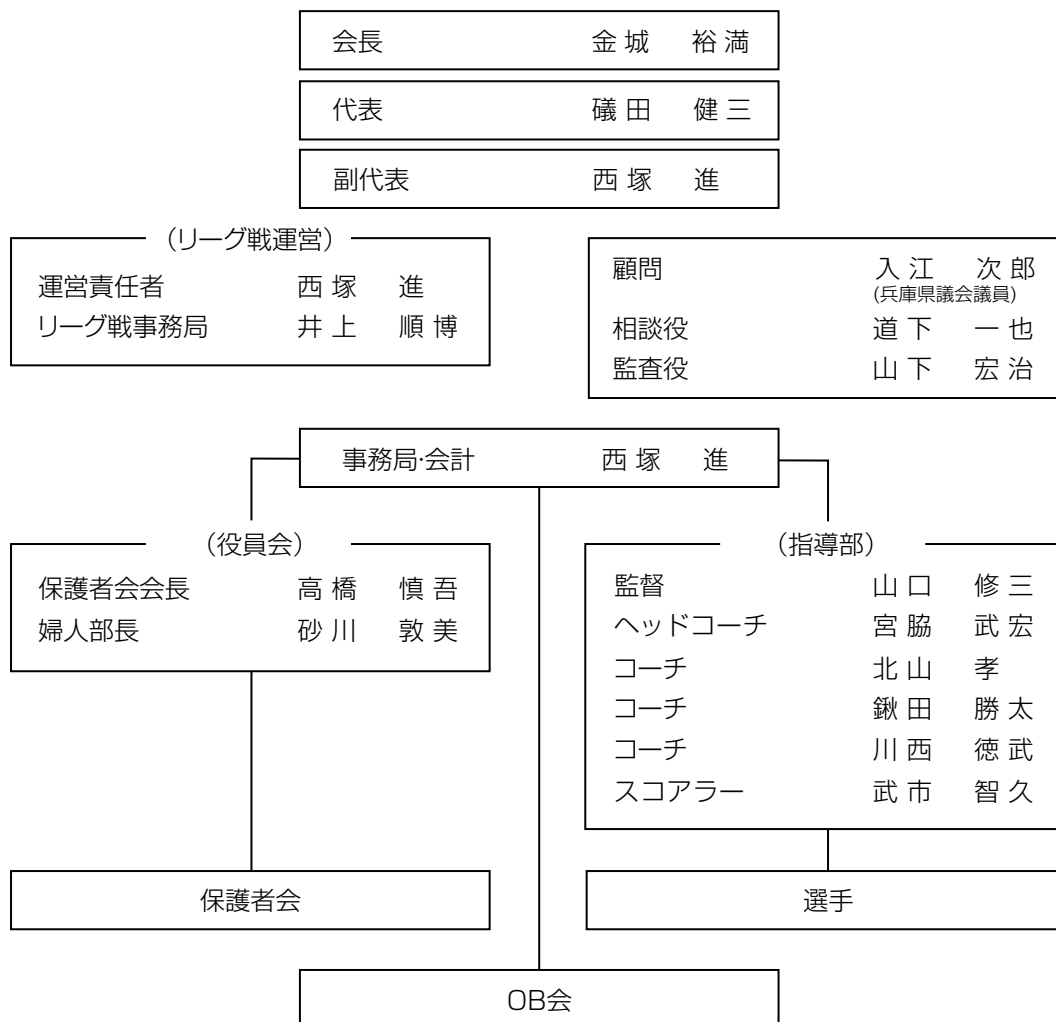 会長 金城 裕満
代表 礒田 健三
副代表 西塚 進
(リーグ戦運営)
運営責任者 西塚 進
リーグ戦事務局 井上 順博
顧問 入江 次郎
(兵庫県議会議員)
相談役 道下 一也
監査役 山下 宏治
事務局・会計 西塚 進
(役員会)
保護者会会長 高橋 慎吾
婦人部長 砂川 敦美
(指導部)
監督 山口 修三
ヘッドコーチ 宮脇 武宏
コーチ 北山 孝
コーチ 鍬田 勝太
コーチ 川西 徳武
スコアラー 武市 智久
保護者会
選手
OB会